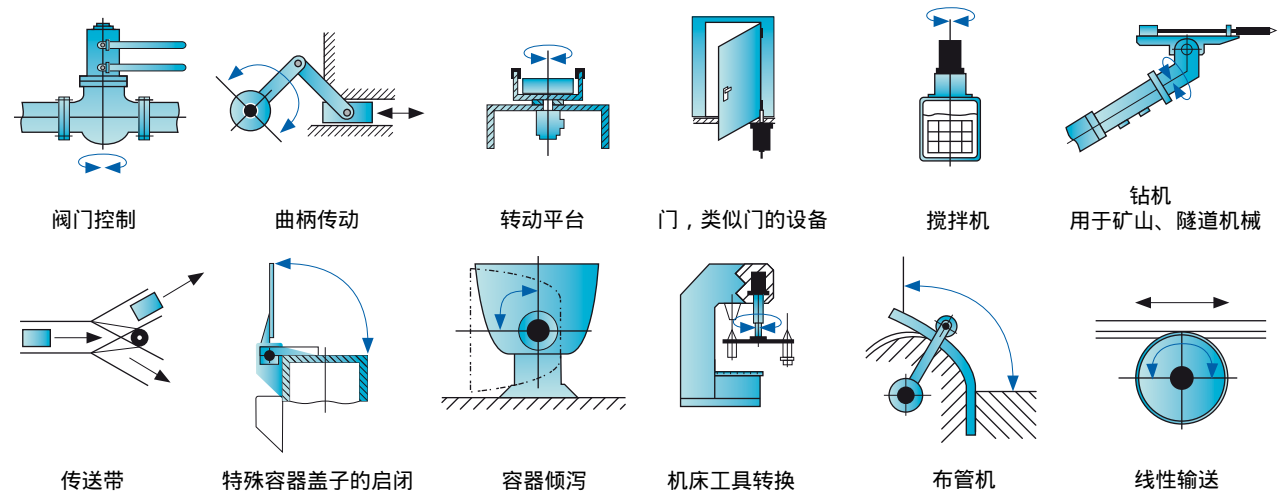 阀门控制
曲柄传动
转动平台
门，类似门的设备
搅拌机
钻机
用于矿山、隧道机械
传送带
特殊容器盖子的启闭
容器倾泻
机床工具转换
布管机
线性输送